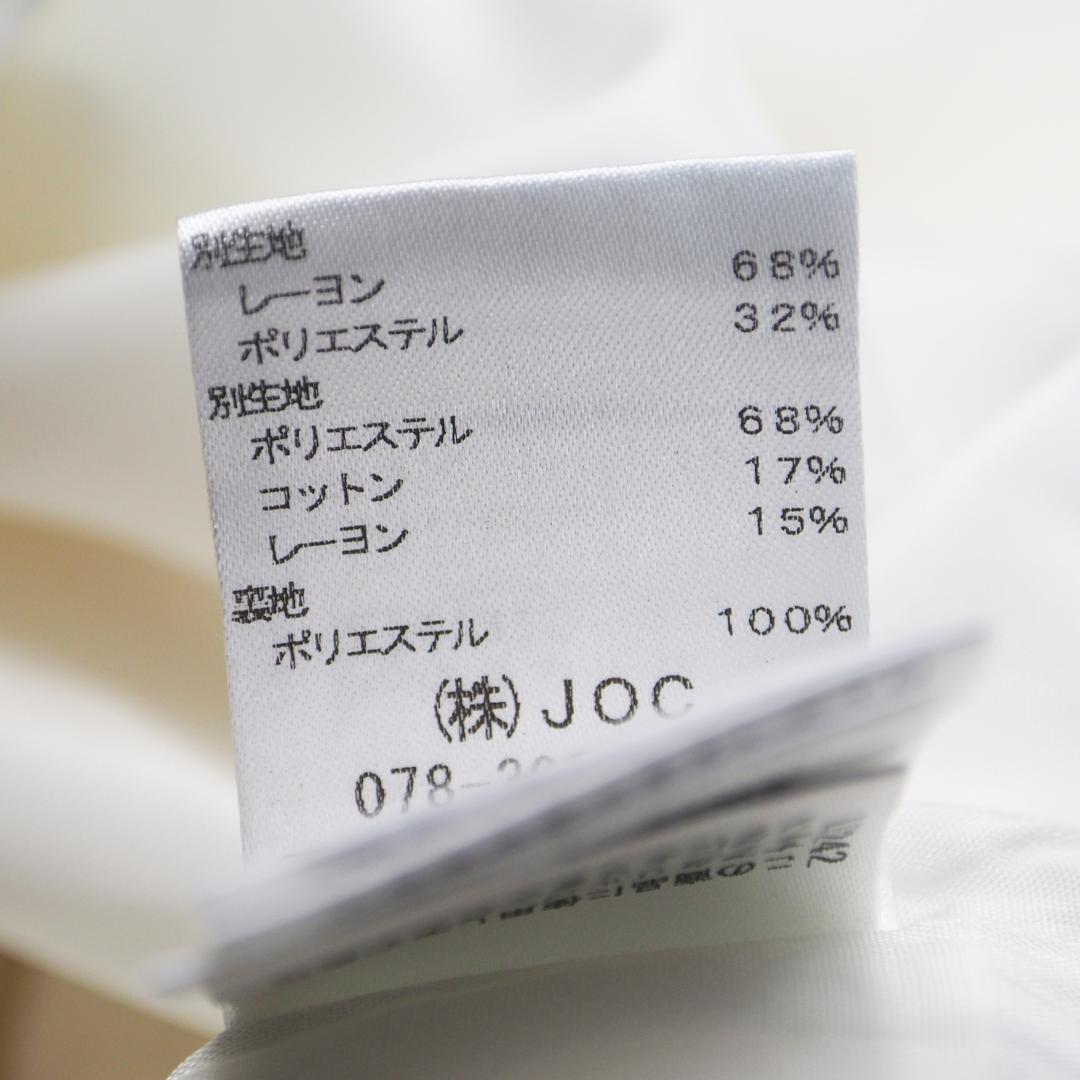 別生地
レーヨン 68%
ポリエステル 32%
別生地
ポリエステル 68%
コットン 17%
レーヨン 15%
裏地
ポリエステル 100%
(株)JOC
078-